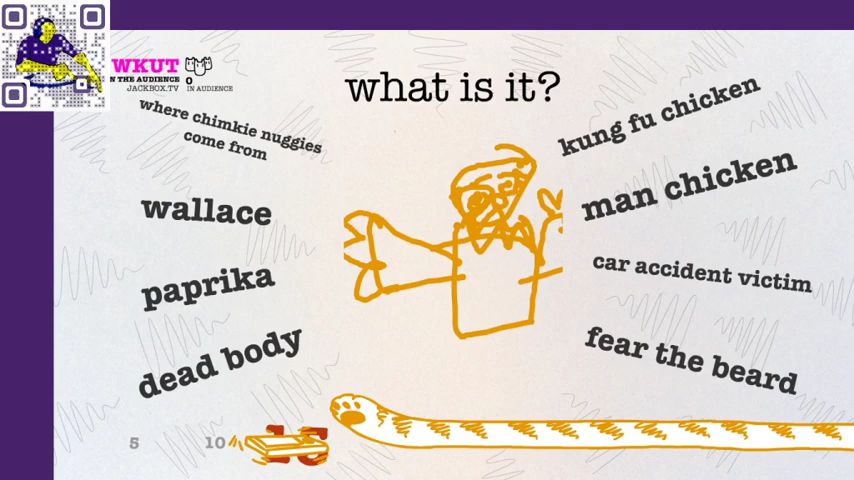 WKUT
N THE AUDIENCE
JACKBOX.TV
0
IN AUDIENCE
what is it?
where chimkie nuggies
come from
wallace
paprika
dead body
kung fu chicken
man chicken
car accident victim
fear the beard
5
10